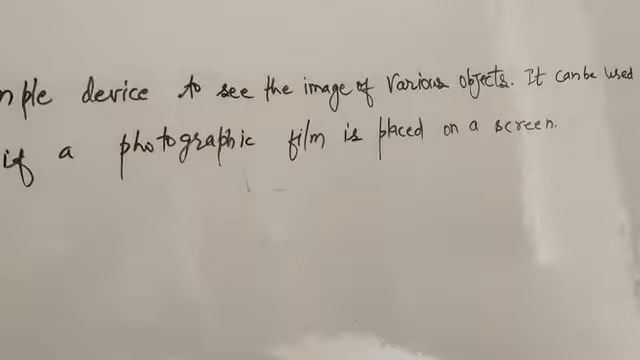 device to see the image of various objects. It can be used
if a photographic film is placed on a screen.